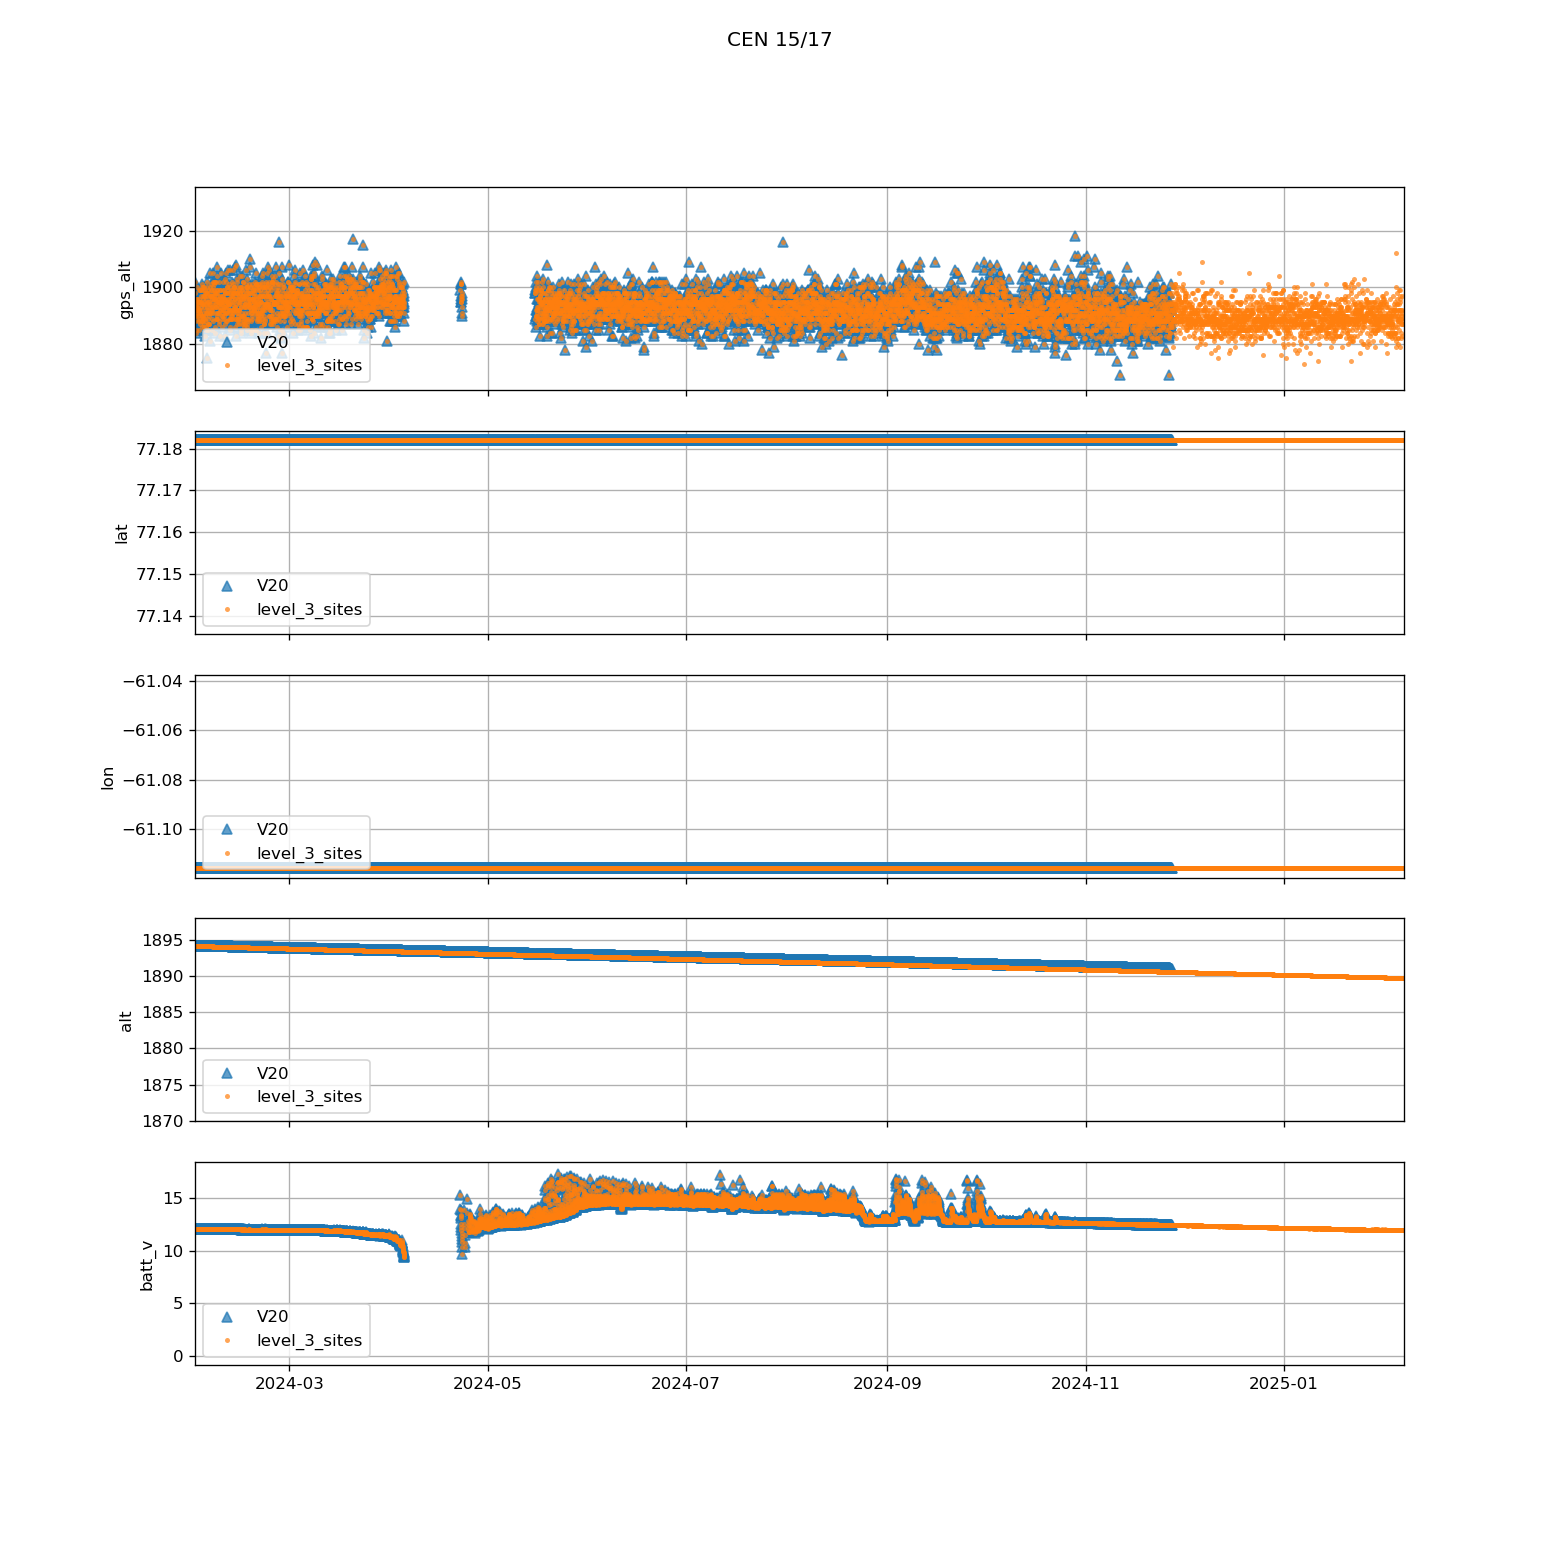 CEN 15/17
gps_alt
1920
1900
1880
V20
level_3_sites
lat
77.18
77.17
77.16
77.15
77.14
V20
level_3_sites
lon
−61.04
−61.06
−61.08
−61.10
V20
level_3_sites
alt
1895
1890
1885
1880
1875
1870
V20
level_3_sites
batt_v
15
10
5
0
V20
level_3_sites
2024-03 2024-05 2024-07 2024-09 2024-11 2025-01